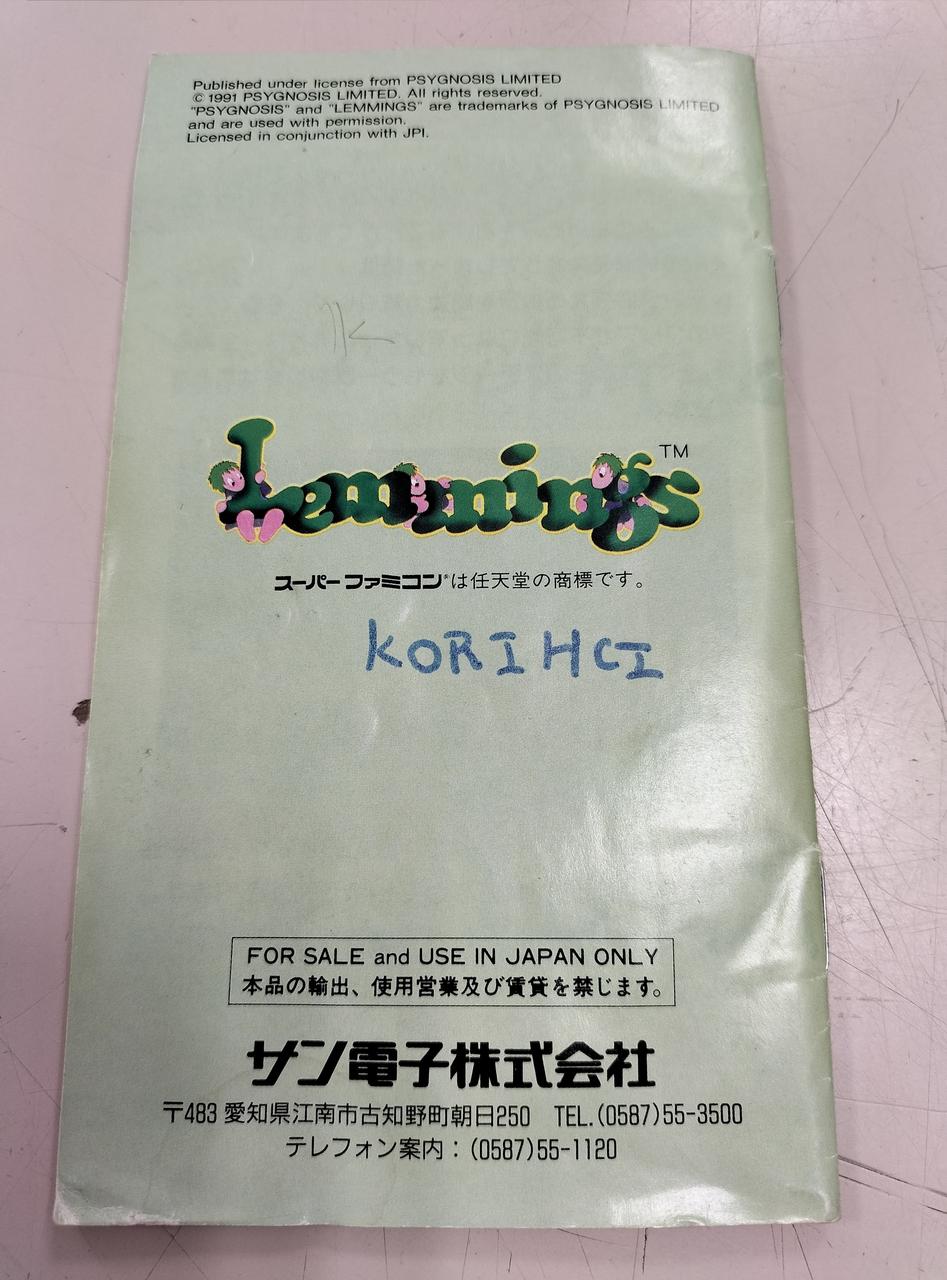 Published under license from PSYGNOSIS LIMITED
© 1991 PSYGNOSIS LIMITED. All rights reserved.
"PSYGNOSIS" and "LEMMINGS" are trademarks of PSYGNOSIS LIMITED
and are used with permission.
Licensed in conjunction with JPI.
Lemmings TM
スーパーファミコン®は任天堂の商標です。
KORIHCI
FOR SALE and USE IN JAPAN ONLY
本品の輸出、使用営業及び賃貸を禁じます。
サン電子株式会社
〒483 愛知県江南市古知野町朝日250 TEL.(0587)55-3500
テレフォン案内：(0587)55-1120